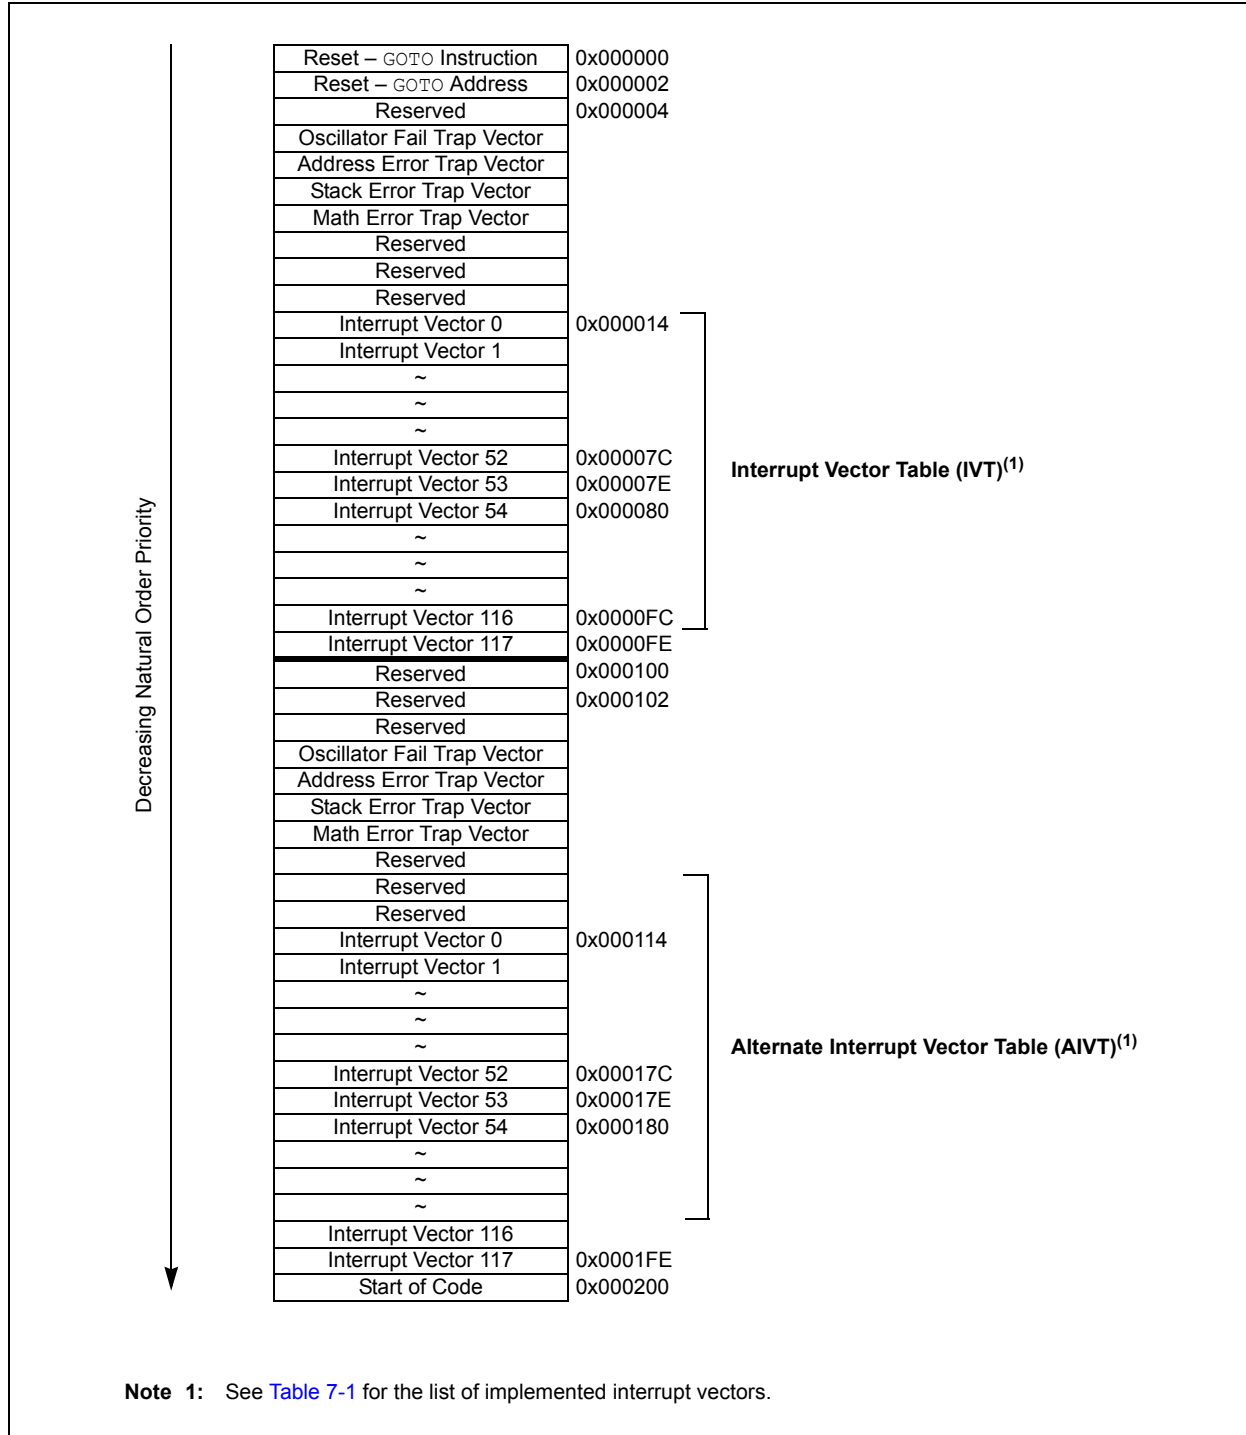 Reset – GOTO Instruction 0x000000
Reset – GOTO Address 0x000002
Reserved 0x000004
Oscillator Fail Trap Vector
Address Error Trap Vector
Stack Error Trap Vector
Math Error Trap Vector
Reserved
Reserved
Reserved
Interrupt Vector 0 0x000014
Interrupt Vector 1
~
~
~
Interrupt Vector 52 0x00007C
Interrupt Vector Table (IVT)(1)
Interrupt Vector 53 0x00007E
Interrupt Vector 54 0x000080
~
~
~
Interrupt Vector 116 0x0000FC
Interrupt Vector 117 0x0000FE
Decreasing Natural Order Priority
Reserved 0x000100
Reserved 0x000102
Reserved
Oscillator Fail Trap Vector
Address Error Trap Vector
Stack Error Trap Vector
Math Error Trap Vector
Reserved
Reserved
Reserved
Interrupt Vector 0 0x000114
Interrupt Vector 1
~
~
~
Alternate Interrupt Vector Table (AIVT)(1)
Interrupt Vector 52 0x00017C
Interrupt Vector 53 0x00017E
Interrupt Vector 54 0x000180
~
~
~
Interrupt Vector 116
Interrupt Vector 117 0x0001FE
Start of Code 0x000200
Note 1: See Table 7-1 for the list of implemented interrupt vectors.